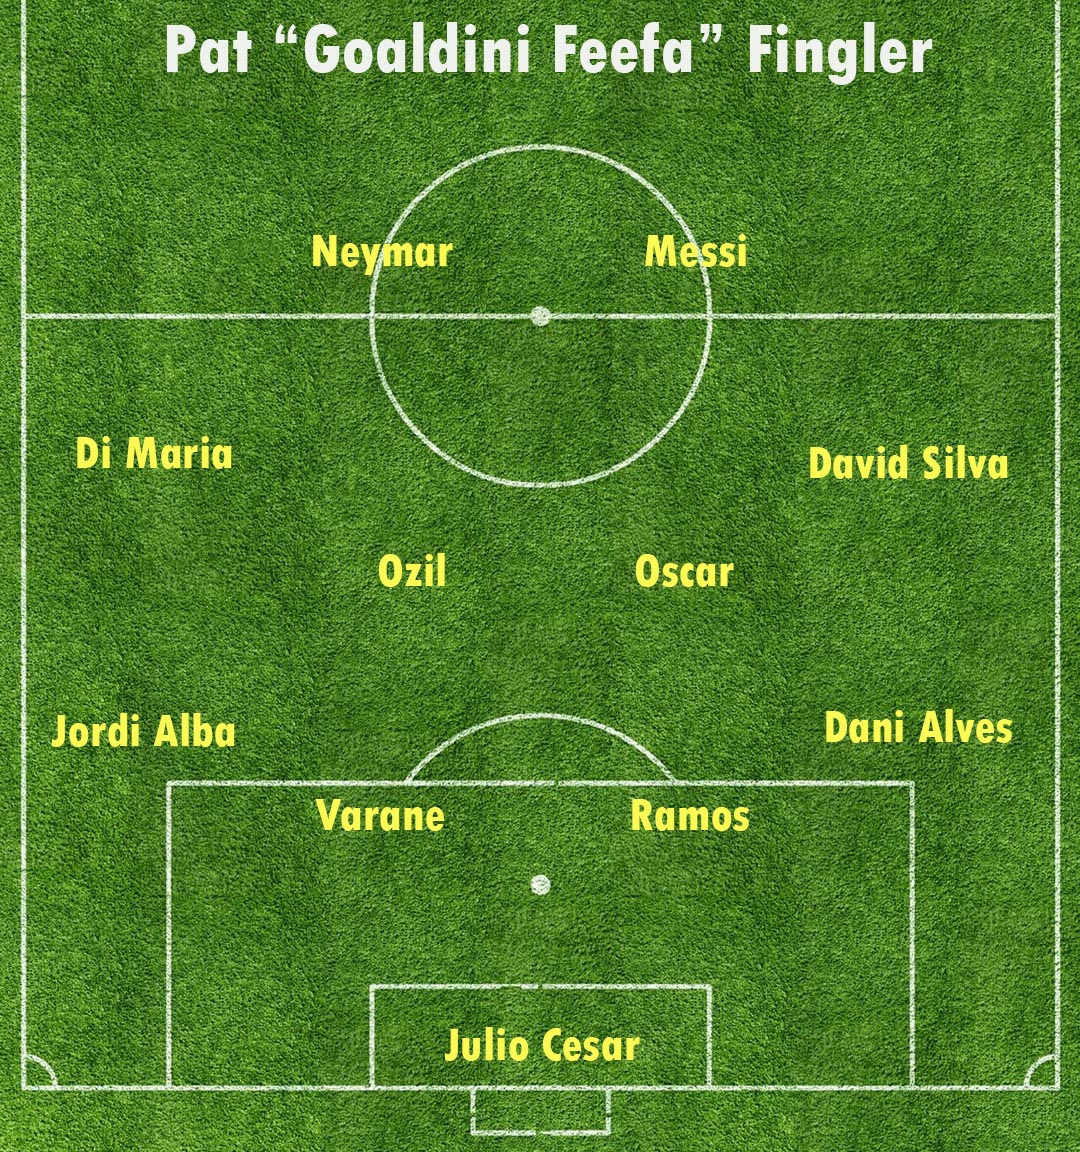 Pat “Goaldini Feefa” Fingler
Neymar
Messi
Di Maria
David Silva
Ozil
Oscar
Jordi Alba
Dani Alves
Varane
Ramos
Julio Cesar